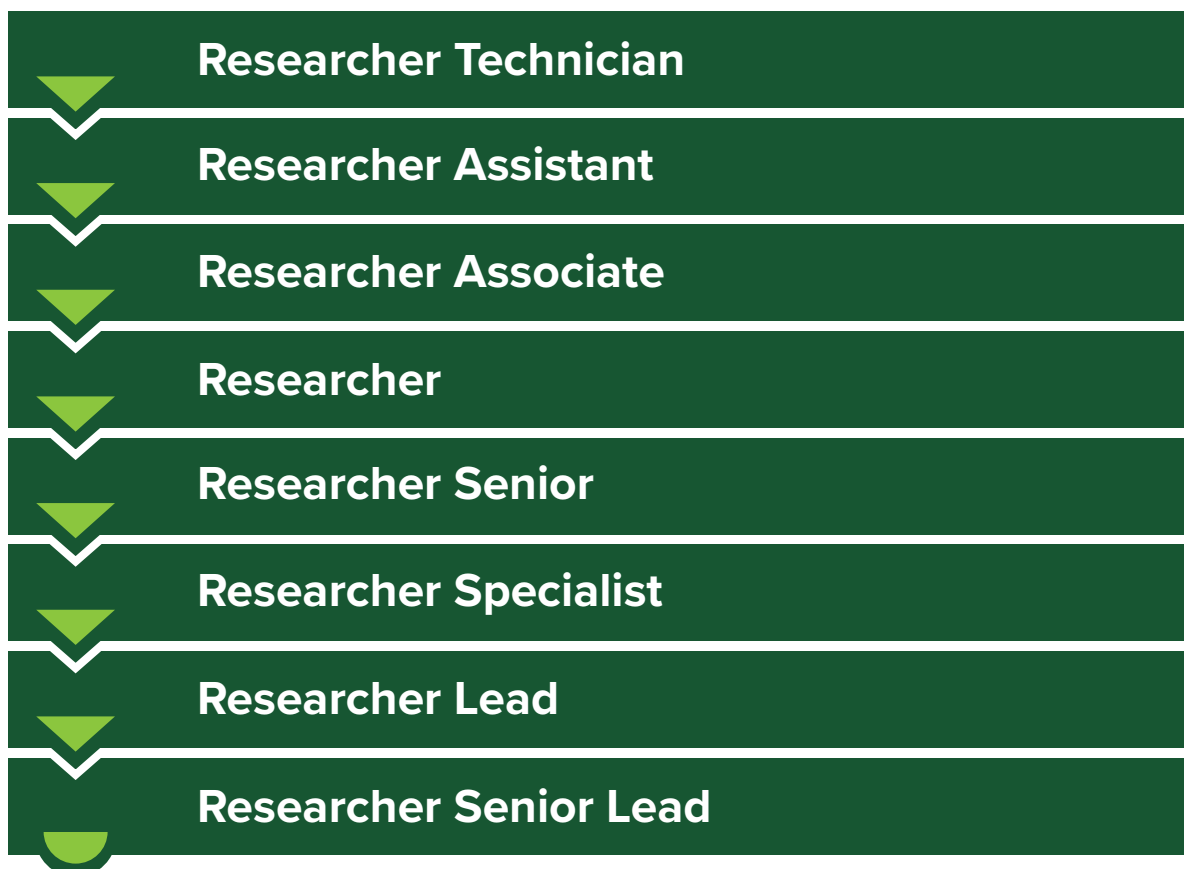 Researcher Technician
Researcher Assistant
Researcher Associate
Researcher
Researcher Senior
Researcher Specialist
Researcher Lead
Researcher Senior Lead